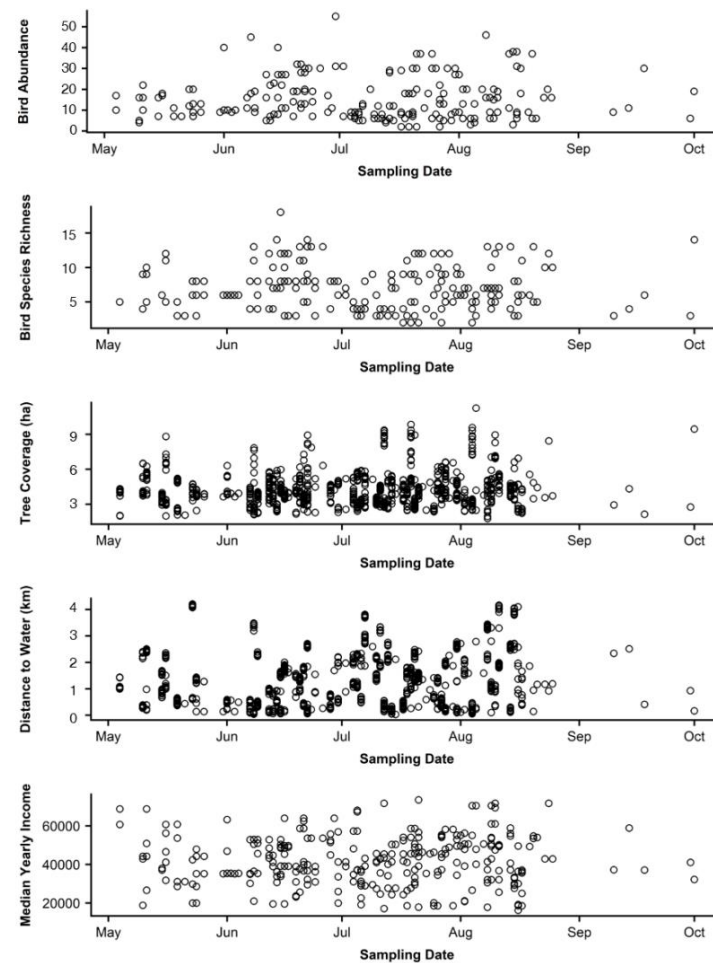 Bird Abundance
50
40
30
20
10
0
May Jun Jul Aug Sep Oct
Sampling Date
Bird Species Richness
15
10
5
May Jun Jul Aug Sep Oct
Sampling Date
Tree Coverage (ha)
9
6
3
May Jun Jul Aug Sep Oct
Sampling Date
Distance to Water (km)
4
3
2
1
0
May Jun Jul Aug Sep Oct
Sampling Date
Median Yearly Income
60000
40000
20000
May Jun Jul Aug Sep Oct
Sampling Date